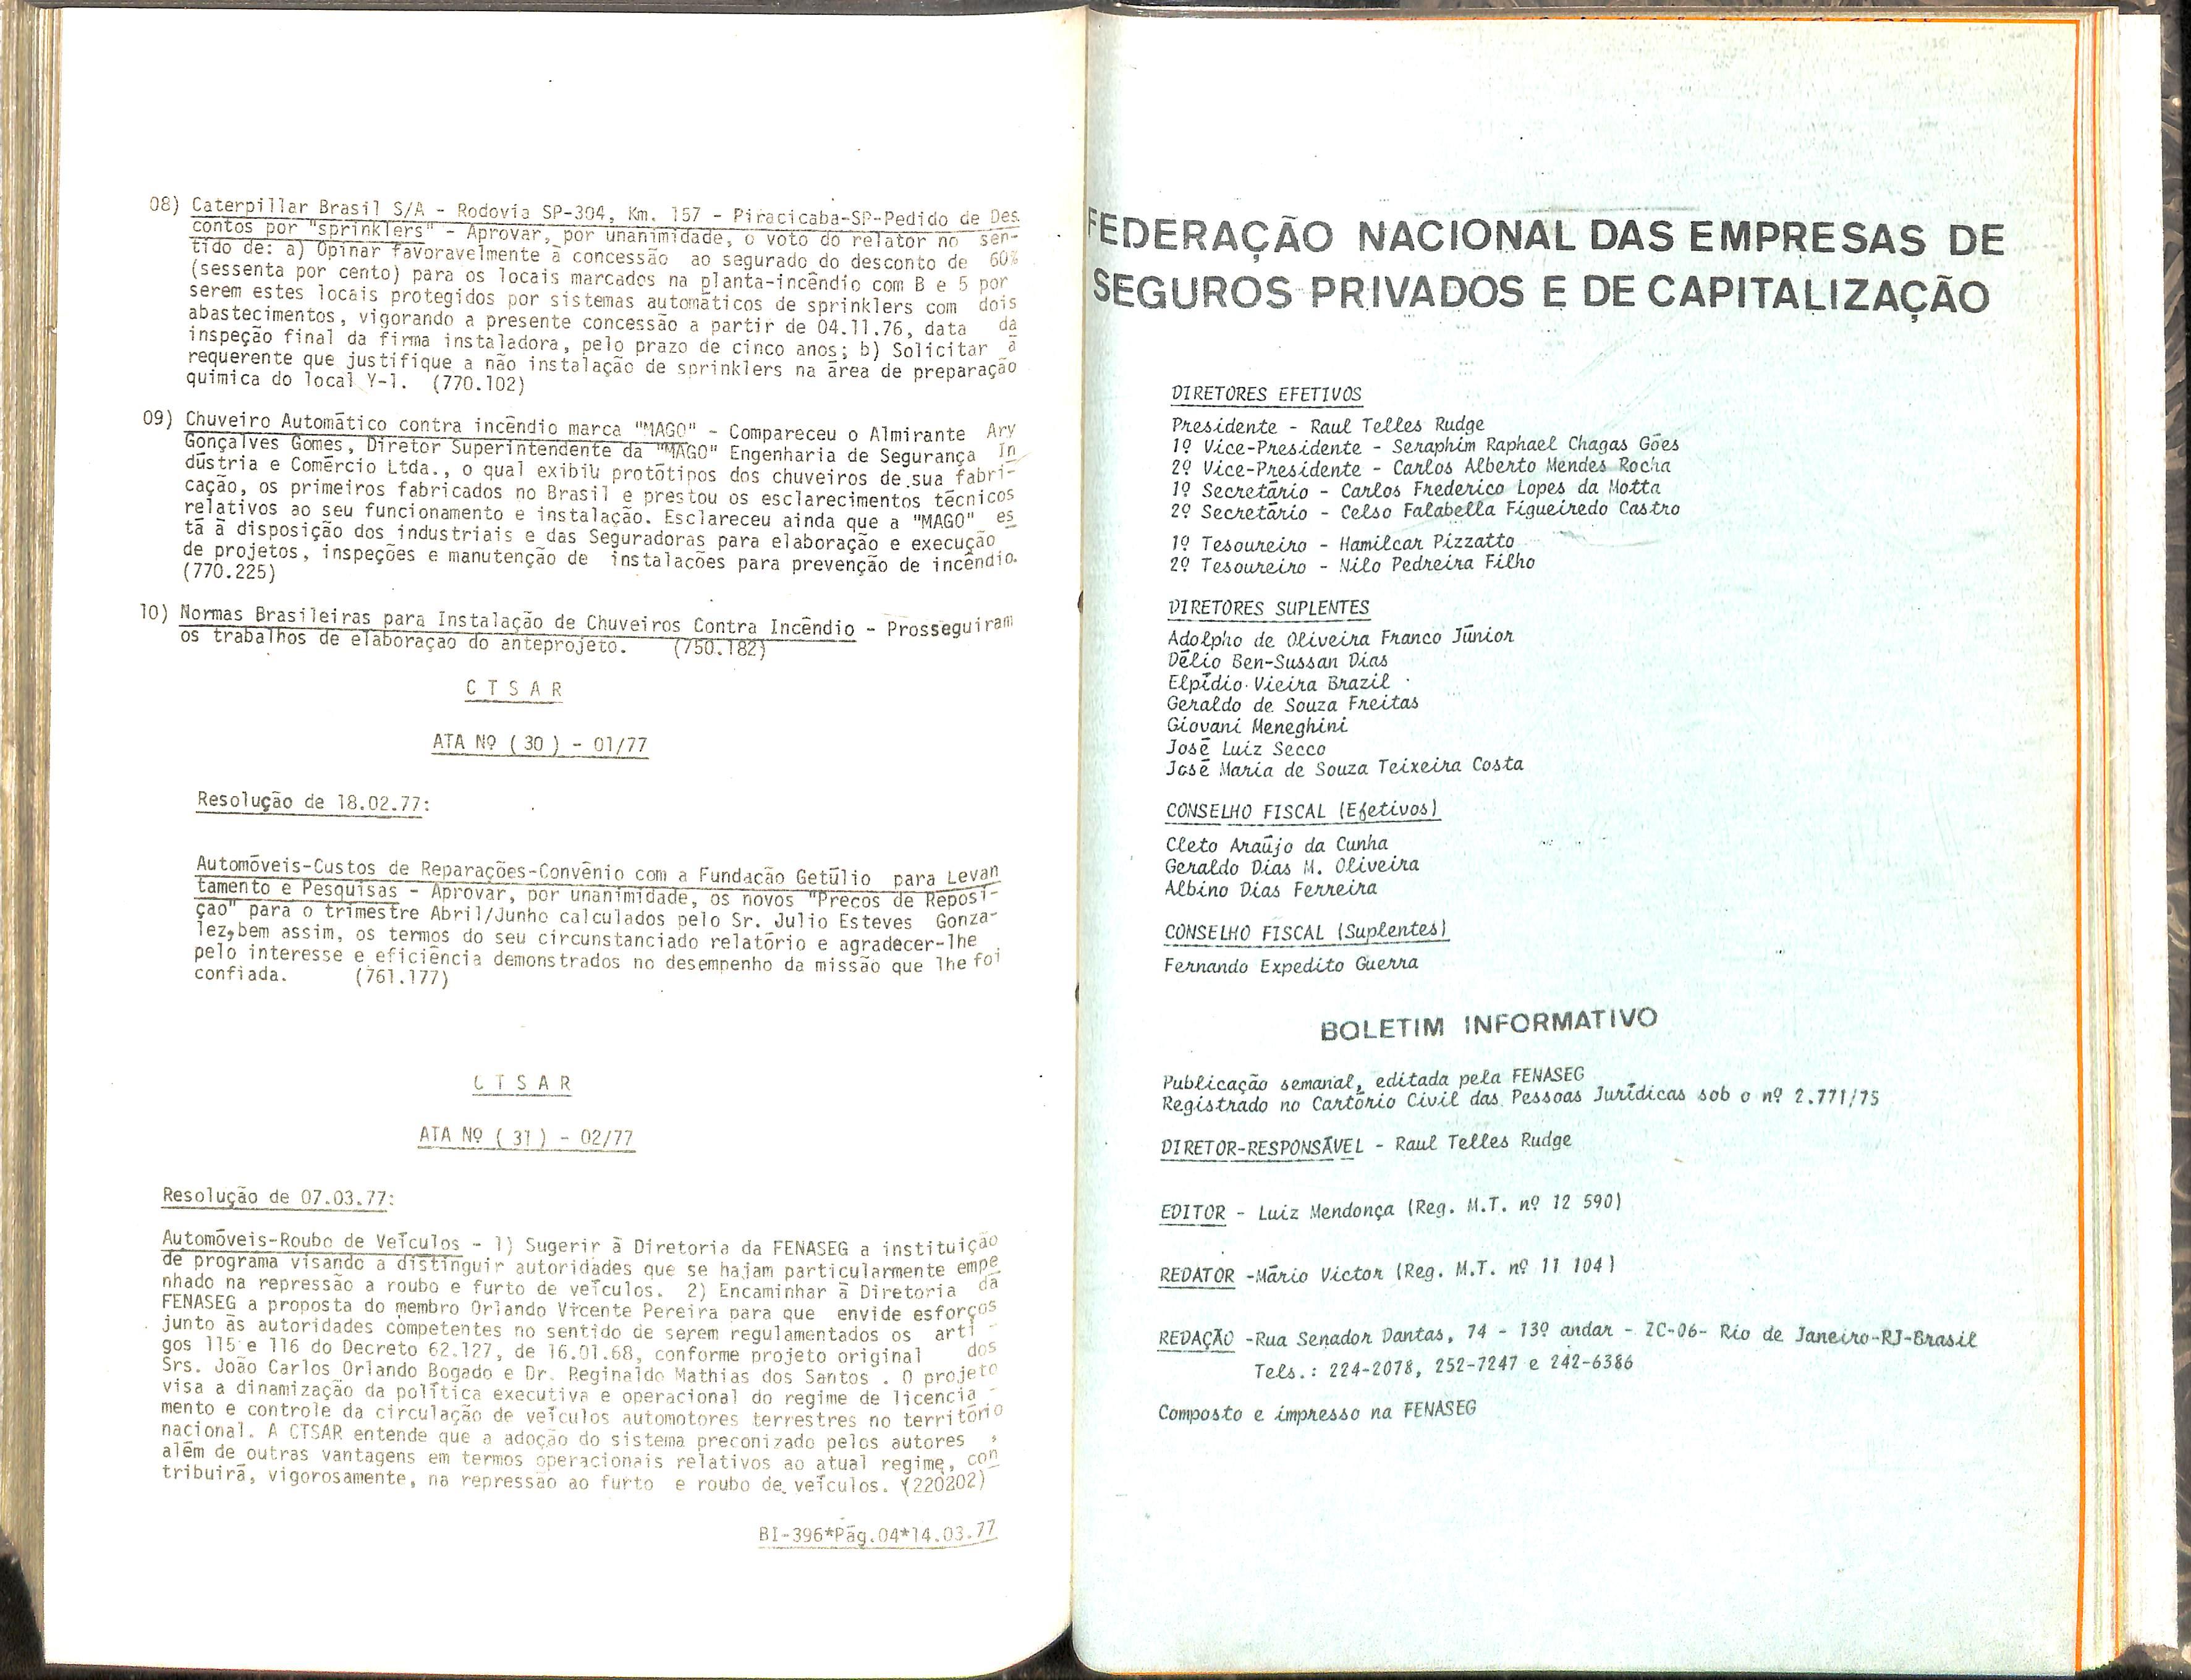 08) Caterpillar Brasil S/A - Rodovia SP-304, Km. 157 - Piracicaba-SP-Pedido de Des
contos por "sprinklers" - Aprovar, por unanimidade, o voto do relator no sen-
tido de: a) Opinar favoravelmente à concessão ao segurado do desconto de 60%
(sessenta por cento) para os locais marcados na planta-incêndio com B e 5 por
serem estes locais protegidos por sistemas automáticos de sprinklers com dois
abastecimentos, vigorando a presente concessão a partir de 04.11.76, data da
inspeção final da firma instaladora, pelo prazo de cinco anos; b) Solicitar à
requerente que justifique a não instalação de sprinklers na área de preparação
química do local Y-1. (770.102)
09) Chuveiro Automático contra incêndio marca "MAGO" - Compareceu o Almirante Ary
Gonçalves Gomes, Diretor Superintendente da "MAGO" Engenharia de Segurança In
dústria e Comércio Ltda., o qual exibiu protótipos dos chuveiros de sua fabri-
cação, os primeiros fabricados no Brasil e prestou os esclarecimentos técnicos
relativos ao seu funcionamento e instalação. Esclareceu ainda que a "MAGO" es
tá à disposição dos industriais e das Seguradoras para elaboração e execução
de projetos, inspeções e manutenção de instalações para prevenção de incêndio.
(770.225)
10) Normas Brasileiras para Instalação de Chuveiros Contra Incêndio - Prosseguiram
os trabalhos de elaboração do anteprojeto. (750.182)
C T S A R
ATA Nº ( 30 ) - 01/77
Resolução de 18.02.77:
Automóveis-Custos de Reparações-Convênio com a Fundação Getúlio para Levan
tamento e Pesquisas - Aprovar, por unanimidade, os novos "Preços de Reposi-
ção" para o trimestre Abril/Junho calculados pelo Sr. Julio Esteves Gonza-
lez, bem assim, os termos do seu circunstanciado relatório e agradecer-lhe
pelo interesse e eficiência demonstrados no desempenho da missão que lhe foi
confiada. (761.177)
C T S A R
ATA Nº ( 31 ) - 02/77
Resolução de 07.03.77:
Automóveis-Roubo de Veículos - 1) Sugerir à Diretoria da FENASEG a instituição
de programa visando a distinguir autoridades que se hajam particularmente empe
nhado na repressão a roubo e furto de veículos. 2) Encaminhar à Diretoria da
FENASEG a proposta do membro Orlando Vicente Pereira para que envide esforços
junto às autoridades competentes no sentido de serem regulamentados os arti -
gos 115 e 116 do Decreto 62.127, de 16.01.68, conforme projeto original dos
Srs. João Carlos Orlando Bogado e Dr. Reginaldo Mathias dos Santos . O projeto
visa a dinamização da política executiva e operacional do regime de licencia -
mento e controle da circulação de veículos automotores terrestres no território
nacional. A CTSAR entende que a adoção do sistema preconizado pelos autores ,
além de outras vantagens em termos operacionais relativos ao atual regime, con
tribuirá, vigorosamente, na repressão ao furto e roubo de veículos. (220202)
BI-396*Pág.04*14.03.77
FEDERAÇÃO NACIONAL DAS EMPRESAS DE
SEGUROS PRIVADOS E DE CAPITALIZAÇÃO
DIRETORES EFETIVOS
Presidente - Raul Telles Rudge
1º Vice-Presidente - Seraphim Raphael Chagas Góes
2º Vice-Presidente - Carlos Alberto Mendes Rocha
1º Secretário - Carlos Frederico Lopes da Motta
2º Secretário - Celso Falabella Figueiredo Castro
1º Tesoureiro - Hamilcar Pizzatto
2º Tesoureiro - Nilo Pedreira Filho
DIRETORES SUPLENTES
Adolpho de Oliveira Franco Júnior
Délio Ben-Sussan Dias
Elpídio Vieira Brazil
Geraldo de Souza Freitas
Giovani Meneghini
José Luiz Secco
José Maria de Souza Teixeira Costa
CONSELHO FISCAL (Efetivos)
Cleto Araújo da Cunha
Geraldo Dias M. Oliveira
Albino Dias Ferreira
CONSELHO FISCAL (Suplentes)
Fernando Expedito Guerra
BOLETIM INFORMATIVO
Publicação semanal, editada pela FENASEG
Registrado no Cartório Civil das Pessoas Jurídicas sob o nº 2.771/75
DIRETOR-RESPONSÁVEL - Raul Telles Rudge
EDITOR - Luiz Mendonça (Reg. M.T. nº 12 590)
REDATOR -Mário Victor (Reg. M.T. nº 11 104)
REDAÇÃO -Rua Senador Dantas, 74 - 13º andar - ZC-06- Rio de Janeiro-RJ-Brasil
Tels.: 224-2078, 252-7247 e 242-6386
Composto e impresso na FENASEG